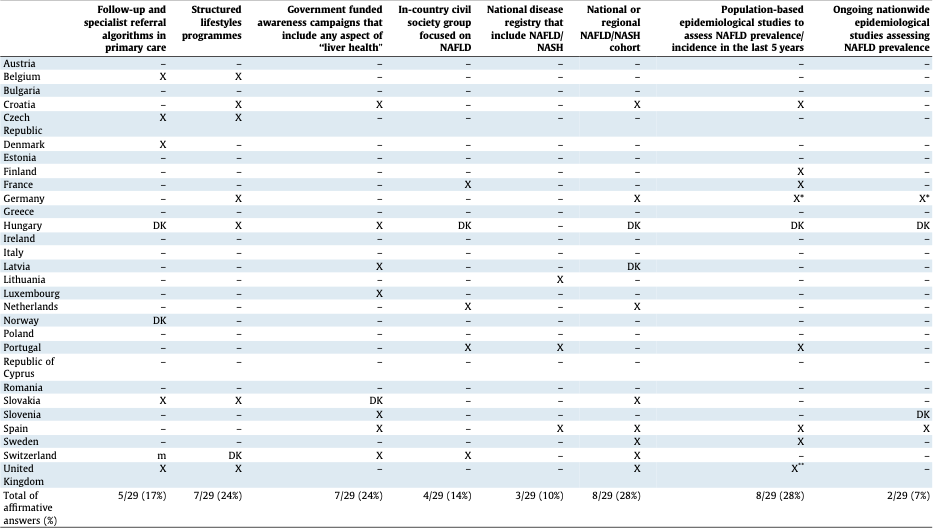 Follow-up and specialist referral algorithms in primary care | Structured lifestyles programmes | Government funded awareness campaigns that include any aspect of “liver health” | In-country civil society group focused on NAFLD | National disease registry that include NAFLD/NASH | National or regional NAFLD/NASH cohort | Population-based epidemiological studies to assess NAFLD prevalence/incidence in the last 5 years | Ongoing nationwide epidemiological studies assessing NAFLD prevalence
Austria – – – – – – – –
Belgium X X – – – – – –
Bulgaria – – – – – – – –
Croatia – X X – – X X –
Czech Republic X X – – – – – –
Denmark X – – – – – – –
Estonia – – – – – – – –
Finland – – – – – – X –
France – – – X – – X –
Germany – X – – – X X* X*
Greece – – – – – – – –
Hungary DK X X DK – DK DK DK
Ireland – – – – – – – –
Italy – – – – – – – –
Latvia – – X – – DK – –
Lithuania – – – – X – – –
Luxembourg – – X – – – – –
Netherlands – – – X – X – –
Norway DK – – – – – – –
Poland – – – – – – – –
Portugal – – – X X – X –
Republic of Cyprus – – – – – – – –
Romania – – – – – – – –
Slovakia X X DK – – X – –
Slovenia – – X – – – – DK
Spain – – X – X X X X
Sweden – – – – – X X –
Switzerland m DK X X – X – –
United Kingdom X X – – – X X** –
Total of affirmative answers (%) 5/29 (17%) 7/29 (24%) 7/29 (24%) 4/29 (14%) 3/29 (10%) 8/29 (28%) 8/29 (28%) 2/29 (7%)